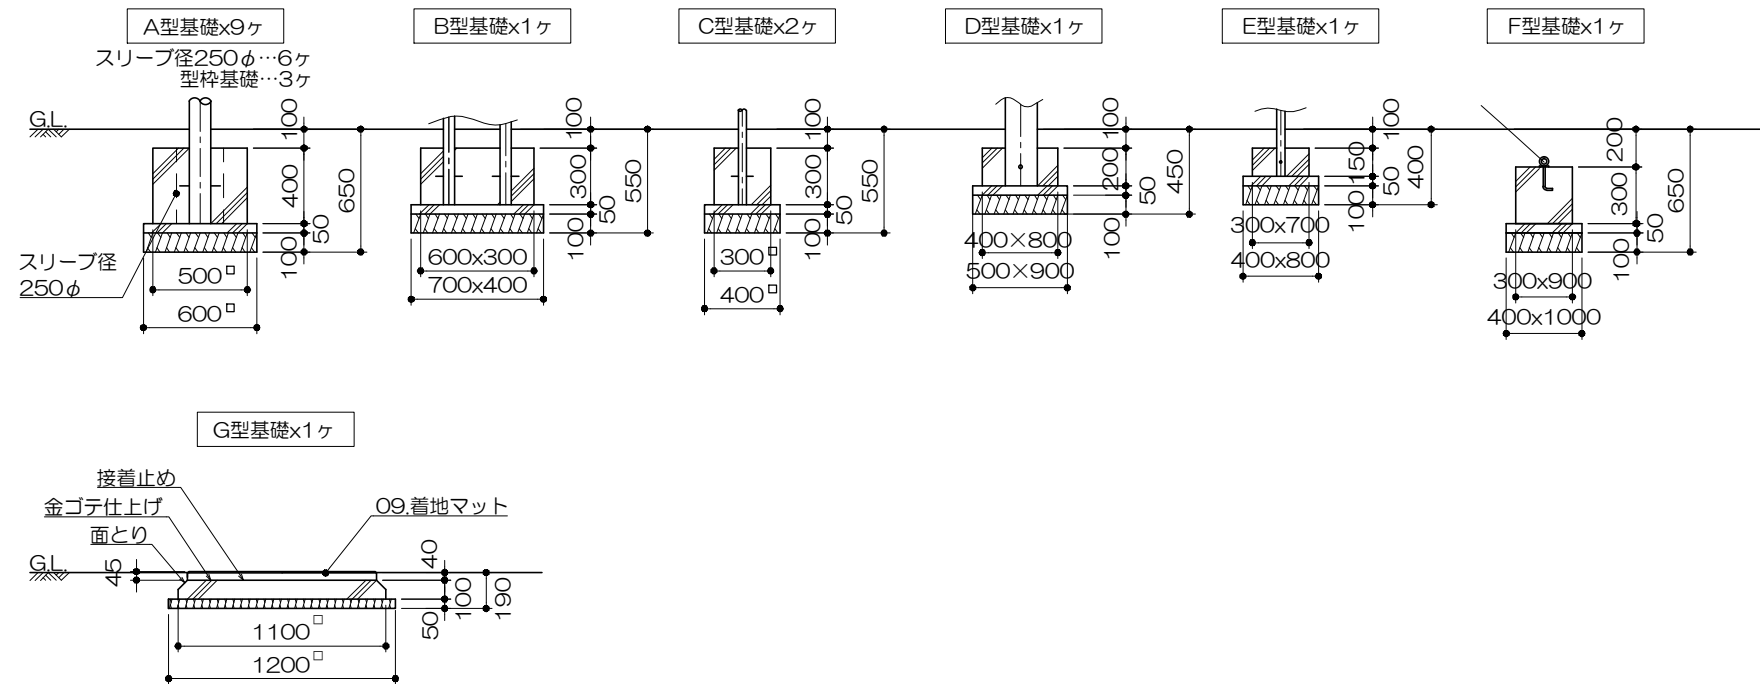 A型基礎x9ヶ
スリーブ径250φ…6ヶ
型枠基礎…3ヶ
G.L.
100
400
50
100
650
スリーブ径
250φ
500□
600□
B型基礎x1ヶ
100
300
50
100
550
600x300
700x400
C型基礎x2ヶ
100
300
50
100
550
300□
400□
D型基礎x1ヶ
100
200
50
100
450
400×800
500×900
E型基礎x1ヶ
100
150
50
100
400
300x700
400x800
F型基礎x1ヶ
200
300
50
100
650
300x900
400x1000
G型基礎x1ヶ
接着止め
金ゴテ仕上げ
面とり
09.着地マット
G.L.
45
40
100
50
190
1100□
1200□